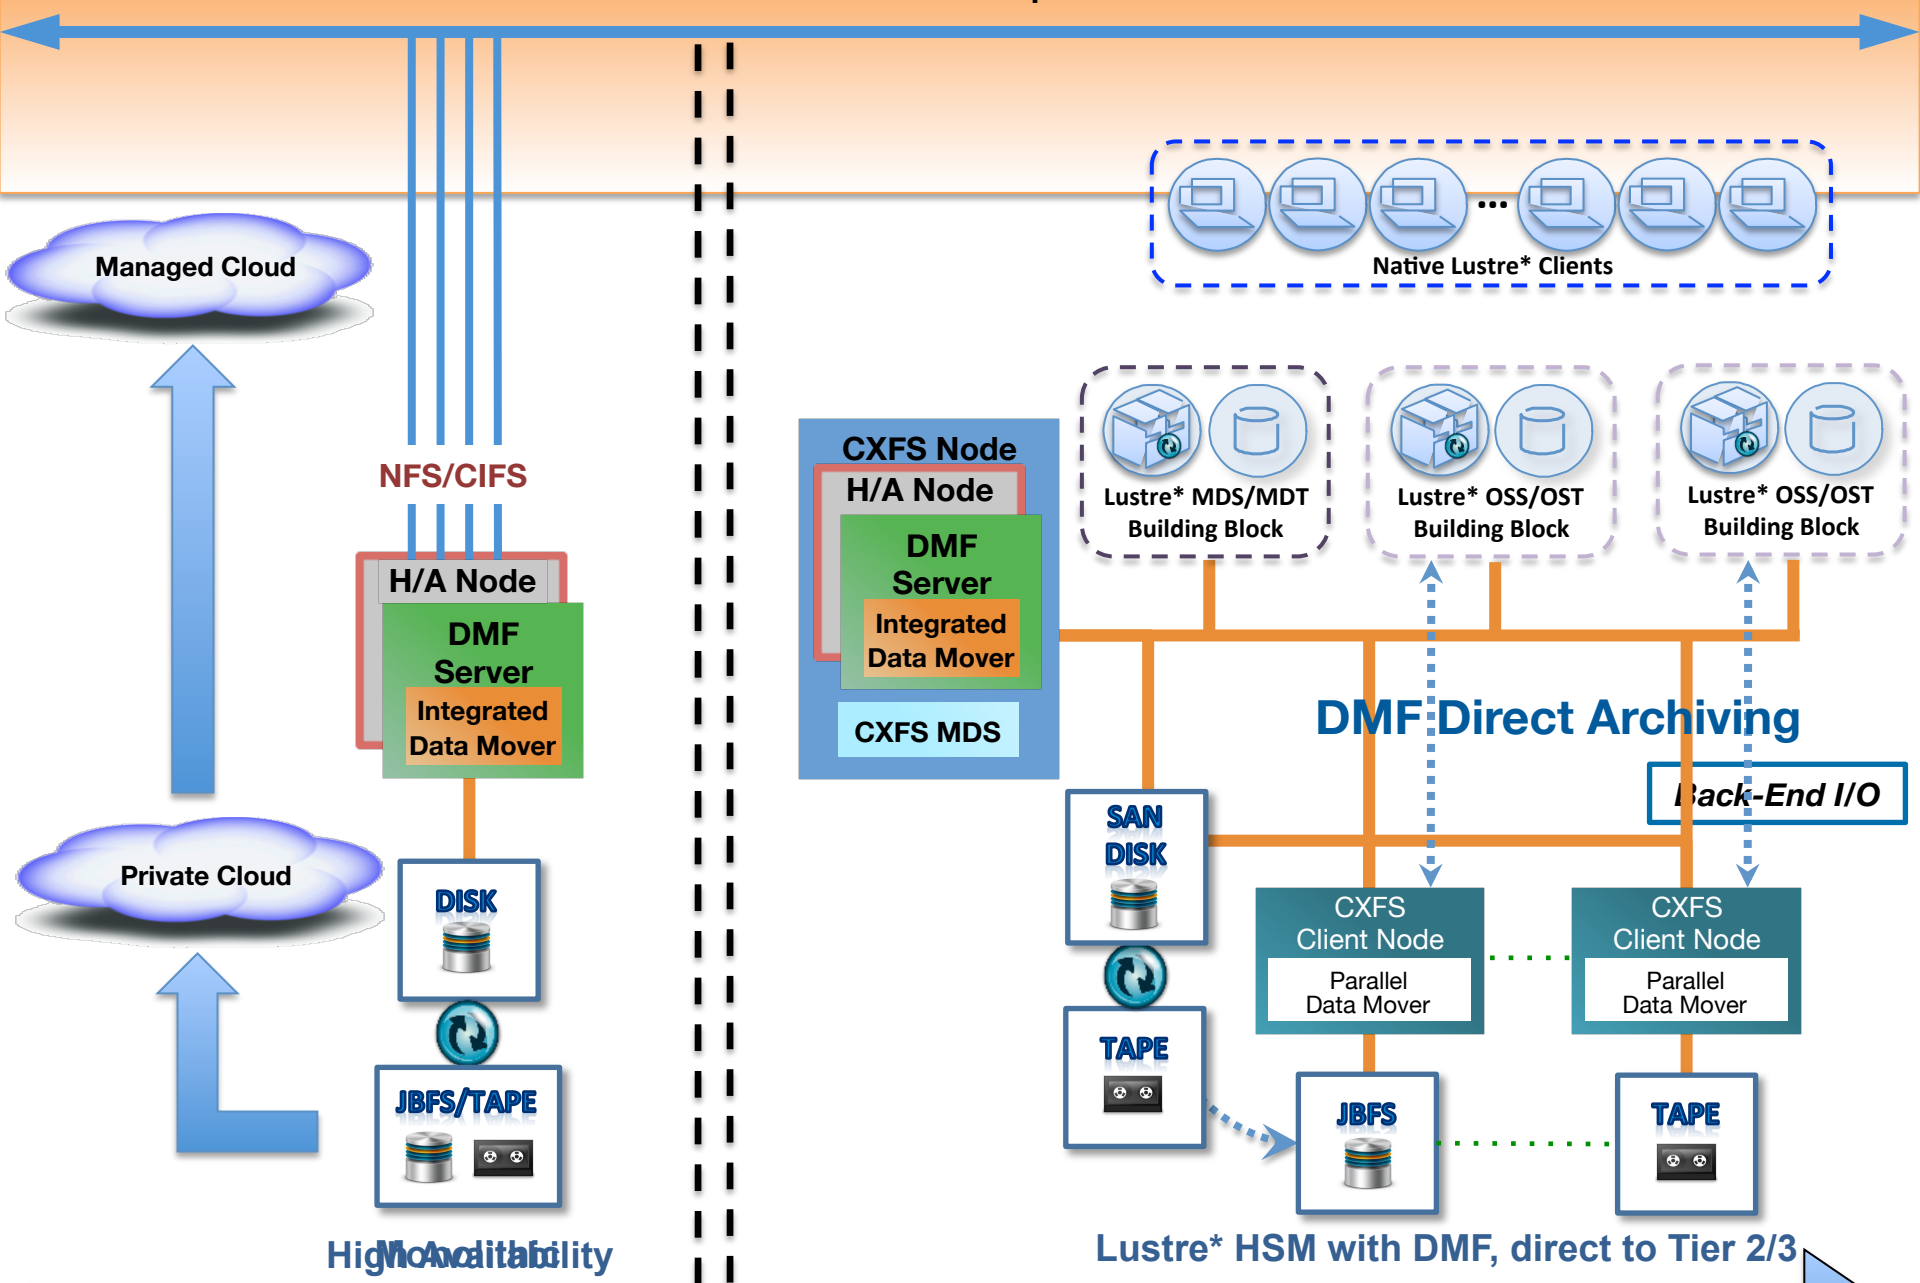 Native Lustre* Clients
Managed Cloud
NFS/CIFS
H/A Node
DMF
Server
Integrated
Data Mover
Private Cloud
DISK
JBFS/TAPE
High Availability
Monolithic
CXFS Node
H/A Node
DMF
Server
Integrated
Data Mover
CXFS MDS
Lustre* MDS/MDT
Building Block
Lustre* OSS/OST
Building Block
Lustre* OSS/OST
Building Block
DMF Direct Archiving
Back-End I/O
SAN
DISK
TAPE
CXFS
Client Node
Parallel
Data Mover
CXFS
Client Node
Parallel
Data Mover
JBFS
TAPE
Lustre* HSM with DMF, direct to Tier 2/3